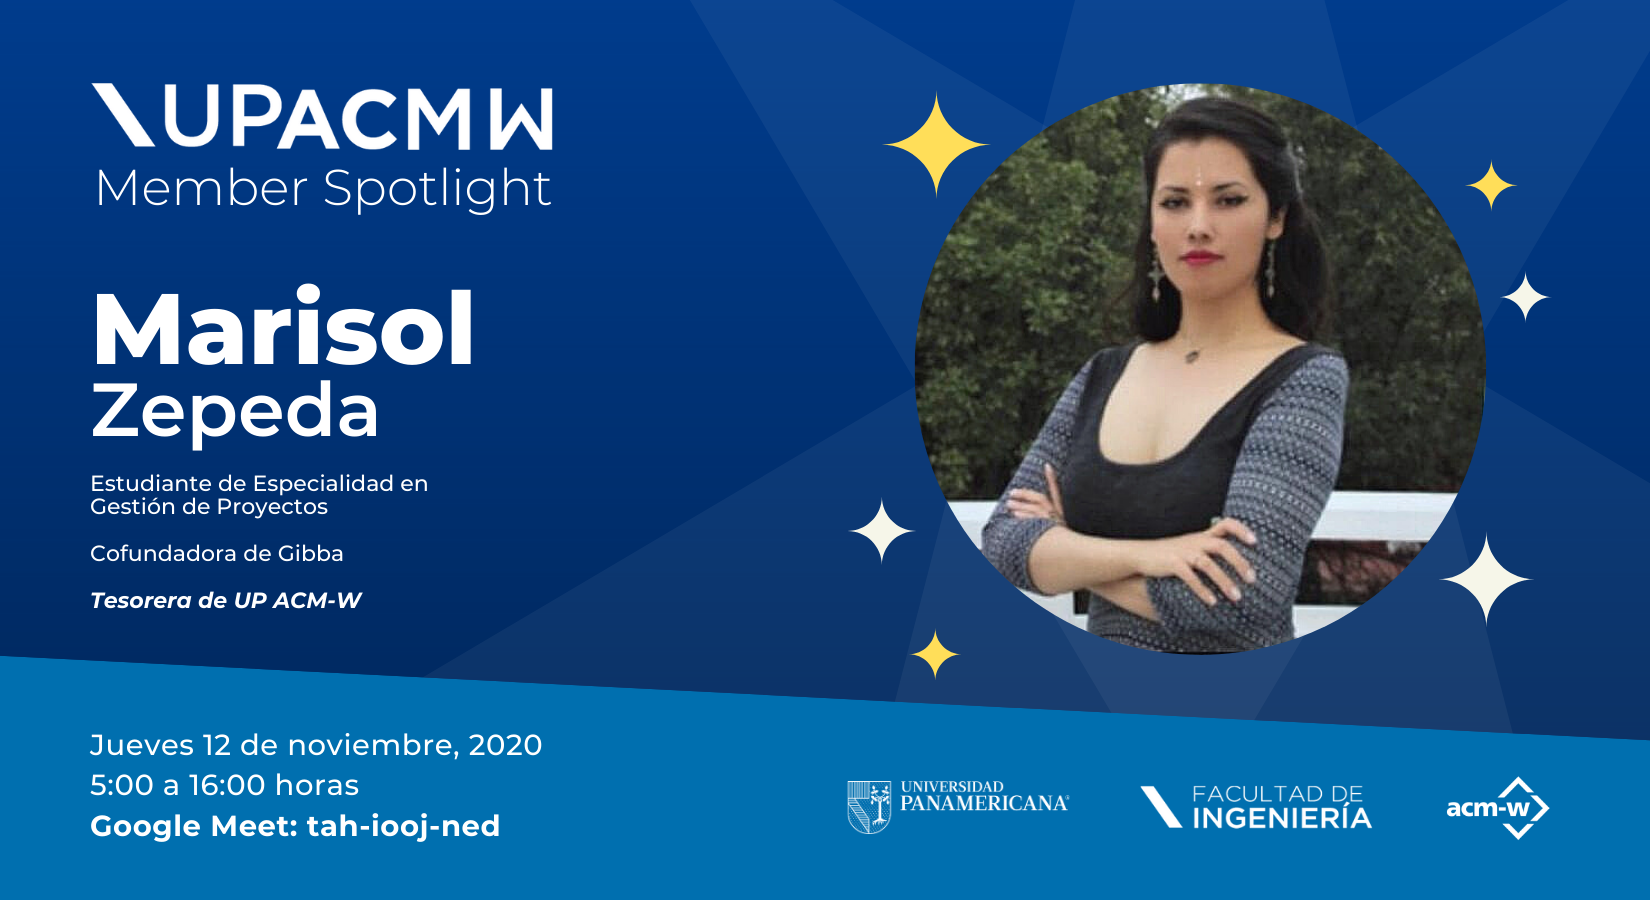 UPACMW
Member Spotlight
Marisol
Zepeda
Estudiante de Especialidad en
Gestión de Proyectos
Cofundadora de Gibba
Tesorera de UP ACM-W
Jueves 12 de noviembre, 2020
5:00 a 16:00 horas
Google Meet: tah-iooj-ned
UNIVERSIDAD
PANAMERICANA®
FACULTAD DE
INGENIERÍA
acm-w